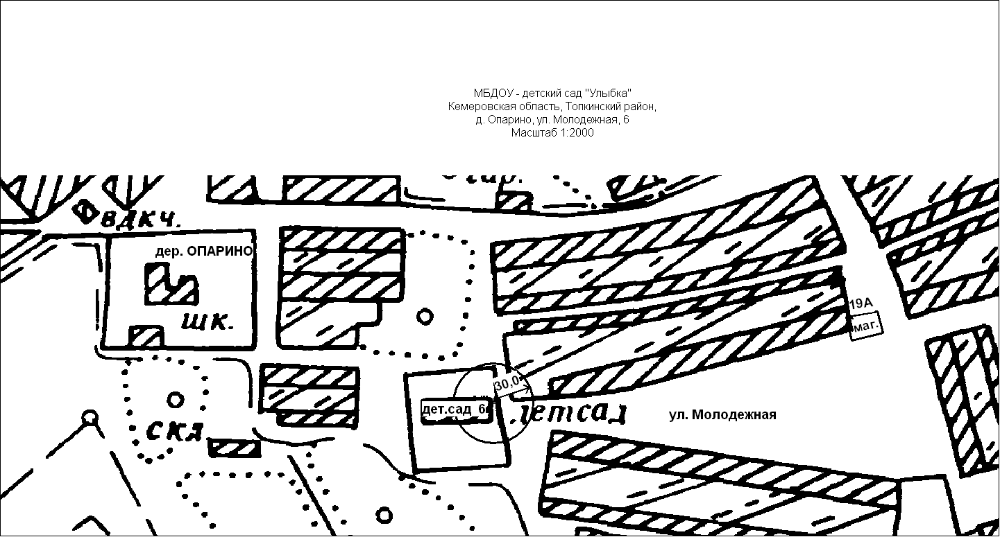 МБДОУ - детский сад "Улыбка"
Кемеровская область, Топкинский район,
д. Опарино, ул. Молодежная, 6
Масштаб 1:2000
вдкч.
дер. ОПАРИНО
шк.
19А
маг.
30.0
дет.сад 6
детсад
ул. Молодежная
скл.